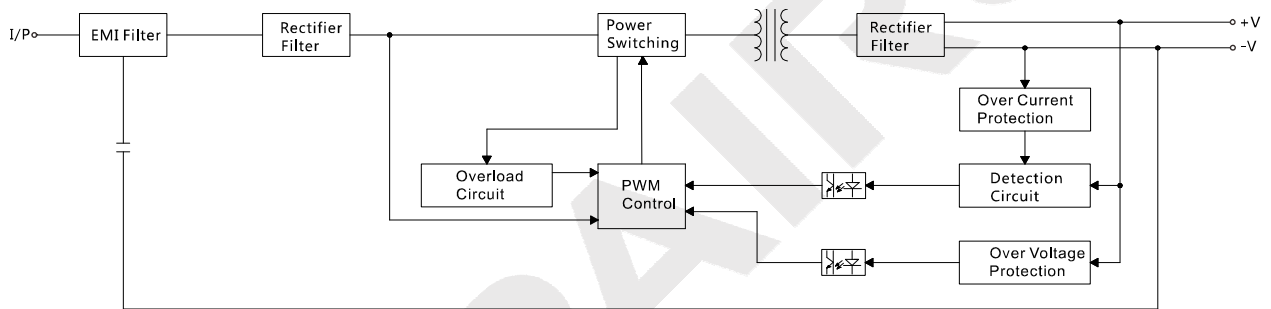 I/P
EMI Filter
Rectifier
Filter
Power
Switching
Rectifier
Filter
+V
-V
Over Current
Protection
Overload
Circuit
PWM
Control
Detection
Circuit
Over Voltage
Protection